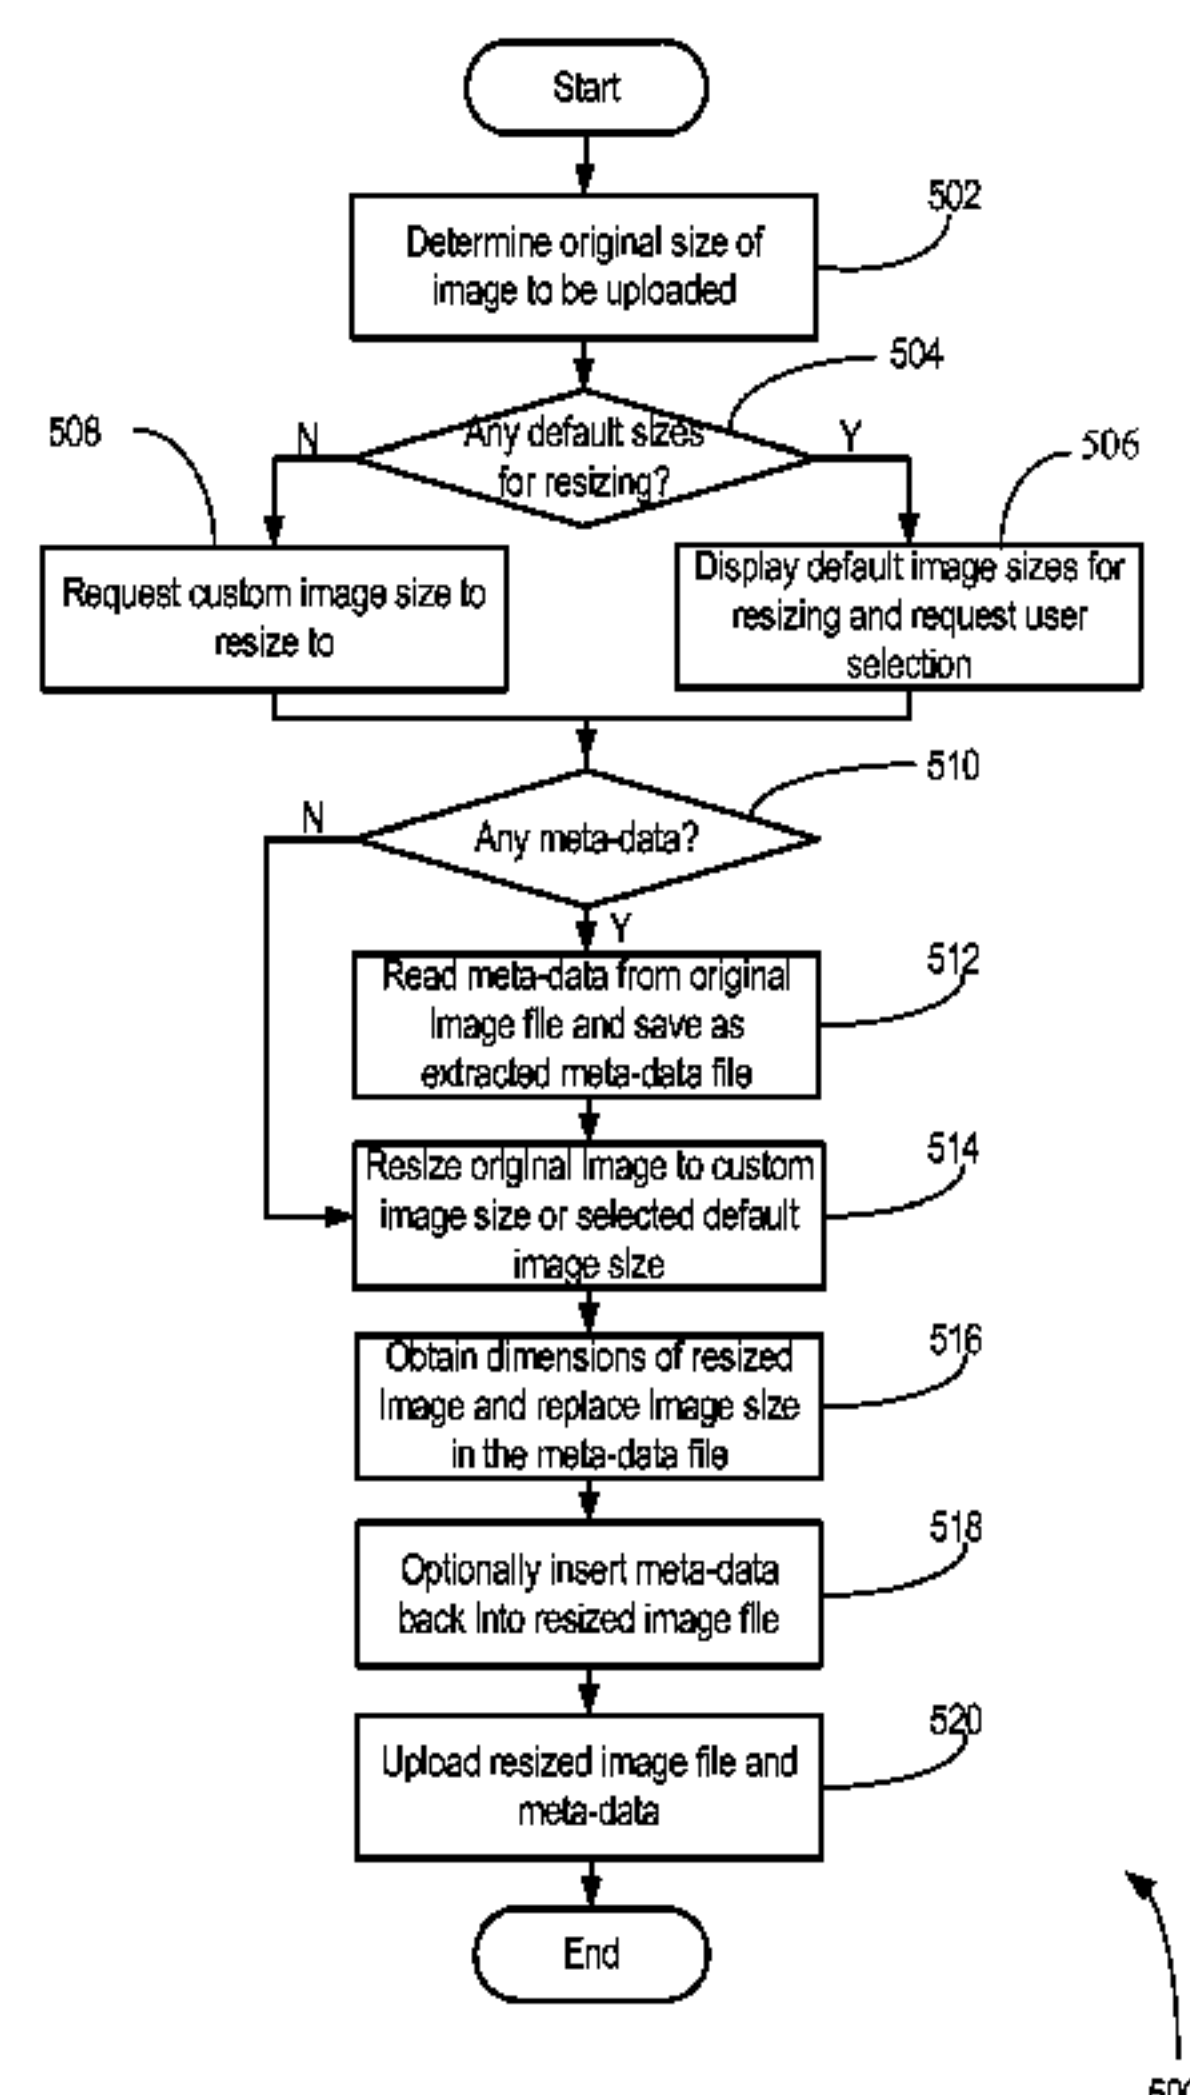 Start
502
Determine original size of
image to be uploaded
504
Any default sizes
for resizing?
N
Y
508
506
Request custom image size to
resize to
Display default image sizes for
resizing and request user
selection
510
Any meta-data?
N
Y
512
Read meta-data from original
image file and save as
extracted meta-data file
514
Resize original image to custom
image size or selected default
image size
516
Obtain dimensions of resized
image and replace image size
in the meta-data file
518
Optionally insert meta-data
back into resized image file
520
Upload resized image file and
meta-data
End